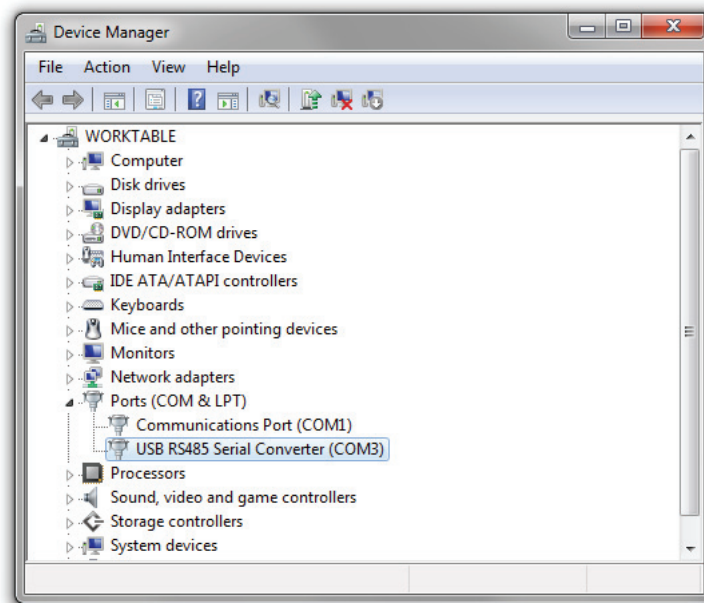 Device Manager
File Action View Help
WORKTABLE
Computer
Disk drives
Display adapters
DVD/CD-ROM drives
Human Interface Devices
IDE ATA/ATAPI controllers
Keyboards
Mice and other pointing devices
Monitors
Network adapters
Ports (COM & LPT)
Communications Port (COM1)
USB RS485 Serial Converter (COM3)
Processors
Sound, video and game controllers
Storage controllers
System devices